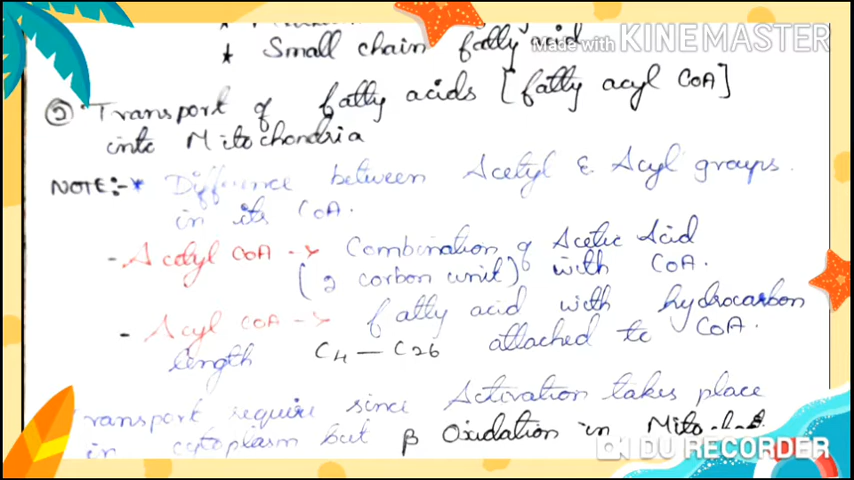 ★ Small chain fatty acid
Made with KINEMASTER
② Transport of fatty acids [fatty acyl CoA]
into Mitochondria
NOTE:- * Difference between Acetyl & Acyl groups.
in its CoA.
- Acetyl CoA -> Combination of Acetic Acid
(2 carbon unit) with CoA.
- Acyl CoA -> fatty acid with hydrocarbon
length C4 - C26 attached to CoA.
Transport require since Activation takes place
in cytoplasm but β Oxidation in
DU RECORDER